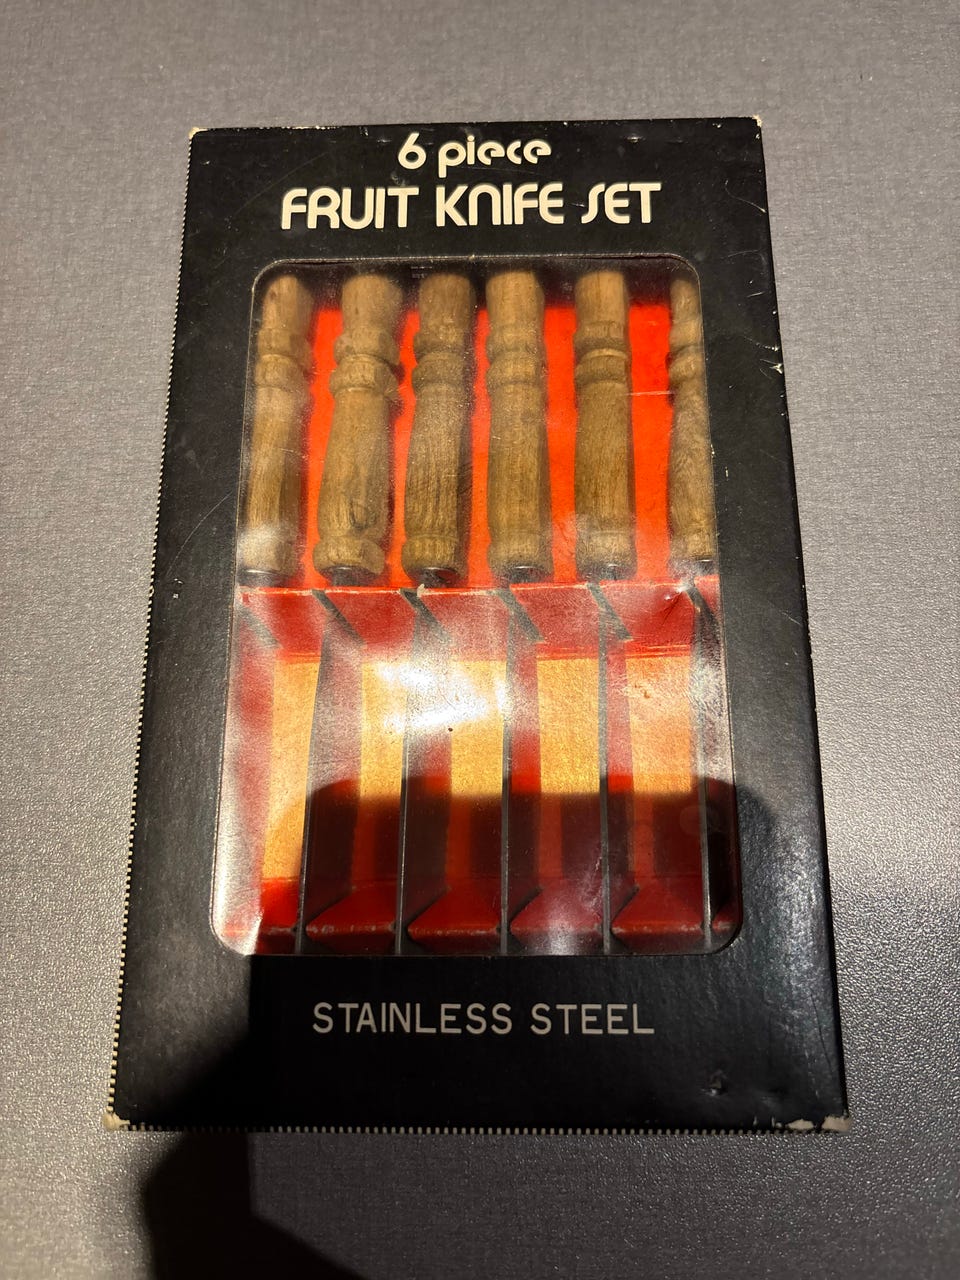 6 piece
FRUIT KNIFE SET
STAINLESS STEEL